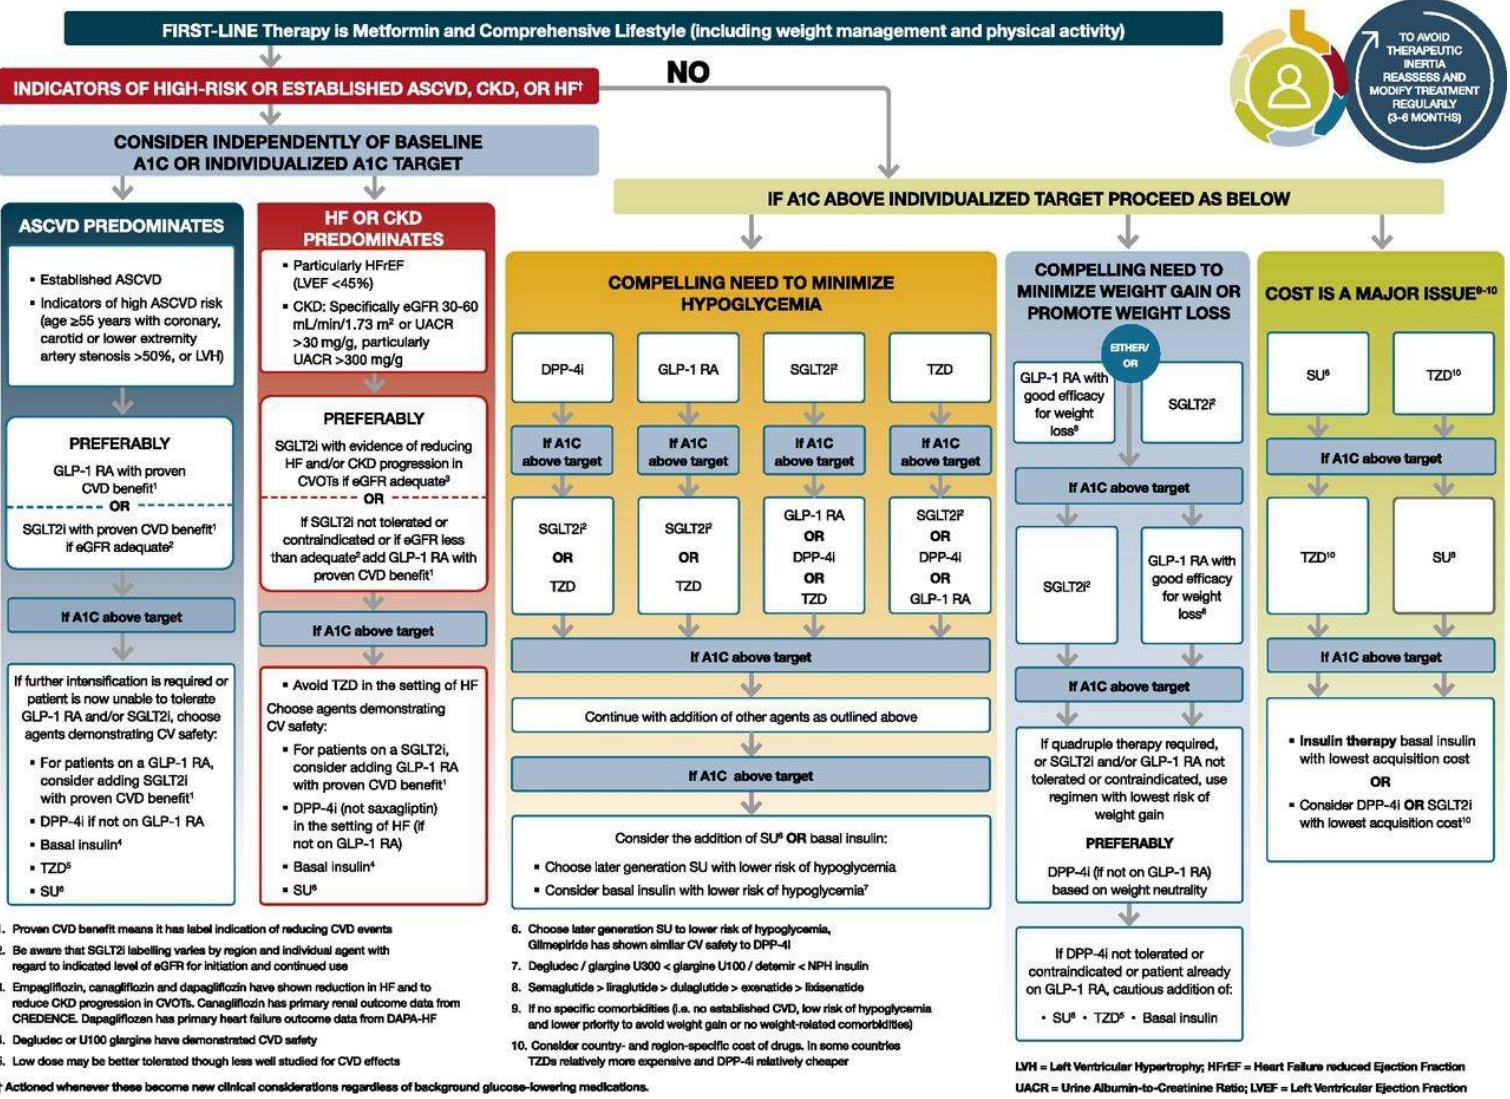 FIRST-LINE Therapy is Metformin and Comprehensive Lifestyle (including weight management and physical activity)
TO AVOID
THERAPEUTIC
INERTIA
REASSESS AND
MODIFY TREATMENT
REGULARLY
(3–6 MONTHS)
INDICATORS OF HIGH-RISK OR ESTABLISHED ASCVD, CKD, OR HF†
NO
CONSIDER INDEPENDENTLY OF BASELINE
A1C OR INDIVIDUALIZED A1C TARGET
IF A1C ABOVE INDIVIDUALIZED TARGET PROCEED AS BELOW
ASCVD PREDOMINATES
▪ Established ASCVD
▪ Indicators of high ASCVD risk
(age ≥55 years with coronary,
carotid or lower extremity
artery stenosis >50%, or LVH)
PREFERABLY
GLP-1 RA with proven
CVD benefit¹
OR
SGLT2i with proven CVD benefit¹
if eGFR adequate²
If A1C above target
If further intensification is required or
patient is now unable to tolerate
GLP-1 RA and/or SGLT2i, choose
agents demonstrating CV safety:
▪ For patients on a GLP-1 RA,
consider adding SGLT2i
with proven CVD benefit¹
▪ DPP-4i if not on GLP-1 RA
▪ Basal insulin⁴
▪ TZD⁵
▪ SU⁶
HF OR CKD
PREDOMINATES
▪ Particularly HFrEF
(LVEF <45%)
▪ CKD: Specifically eGFR 30-60
mL/min/1.73 m² or UACR
>30 mg/g, particularly
UACR >300 mg/g
PREFERABLY
SGLT2i with evidence of reducing
HF and/or CKD progression in
CVOTs if eGFR adequate³
OR
If SGLT2i not tolerated or
contraindicated or if eGFR less
than adequate² add GLP-1 RA with
proven CVD benefit¹
If A1C above target
▪ Avoid TZD in the setting of HF
Choose agents demonstrating
CV safety:
▪ For patients on a SGLT2i,
consider adding GLP-1 RA
with proven CVD benefit¹
▪ DPP-4i (not saxagliptin)
in the setting of HF (if
not on GLP-1 RA)
▪ Basal insulin⁴
▪ SU⁶
COMPELLING NEED TO MINIMIZE
HYPOGLYCEMIA
DPP-4i
GLP-1 RA
SGLT2i²
TZD
If A1C
above target
If A1C
above target
If A1C
above target
If A1C
above target
SGLT2i²
OR
TZD
SGLT2i²
OR
TZD
GLP-1 RA
OR
DPP-4i
OR
TZD
SGLT2i²
OR
DPP-4i
OR
GLP-1 RA
If A1C above target
Continue with addition of other agents as outlined above
If A1C above target
Consider the addition of SU⁶ OR basal insulin:
▪ Choose later generation SU with lower risk of hypoglycemia
▪ Consider basal insulin with lower risk of hypoglycemia⁷
COMPELLING NEED TO
MINIMIZE WEIGHT GAIN OR
PROMOTE WEIGHT LOSS
EITHER/
OR
GLP-1 RA with
good efficacy
for weight
loss⁸
SGLT2i²
If A1C above target
SGLT2i²
GLP-1 RA with
good efficacy
for weight
loss⁸
If A1C above target
If quadruple therapy required,
or SGLT2i and/or GLP-1 RA not
tolerated or contraindicated, use
regimen with lowest risk of
weight gain
PREFERABLY
DPP-4i (if not on GLP-1 RA)
based on weight neutrality
If DPP-4i not tolerated or
contraindicated or patient already
on GLP-1 RA, cautious addition of:
• SU⁶ • TZD⁵ • Basal insulin
COST IS A MAJOR ISSUE⁹⁻¹⁰
SU⁶
TZD¹⁰
If A1C above target
TZD¹⁰
SU⁶
If A1C above target
▪ Insulin therapy basal insulin
with lowest acquisition cost
OR
▪ Consider DPP-4i OR SGLT2i
with lowest acquisition cost¹⁰
1. Proven CVD benefit means it has label indication of reducing CVD events
2. Be aware that SGLT2i labelling varies by region and individual agent with
regard to indicated level of eGFR for initiation and continued use
3. Empagliflozin, canagliflozin and dapagliflozin have shown reduction in HF and to
reduce CKD progression in CVOTs. Canagliflozin has primary renal outcome data from
CREDENCE. Dapagliflozen has primary heart failure outcome data from DAPA-HF
4. Degludec or U100 glargine have demonstrated CVD safety
5. Low dose may be better tolerated though less well studied for CVD effects
† Actioned whenever these become new clinical considerations regardless of background glucose-lowering medications.
6. Choose later generation SU to lower risk of hypoglycemia,
Glimepiride has shown similar CV safety to DPP-4i
7. Degludec / glargine U300 < glargine U100 / detemir < NPH insulin
8. Semaglutide > liraglutide > dulaglutide > exenatide > lixisenatide
9. If no specific comorbidities (i.e. no established CVD, low risk of hypoglycemia
and lower priority to avoid weight gain or no weight-related comorbidities)
10. Consider country- and region-specific cost of drugs. In some countries
TZDs relatively more expensive and DPP-4i relatively cheaper
LVH = Left Ventricular Hypertrophy; HFrEF = Heart Failure reduced Ejection Fraction
UACR = Urine Albumin-to-Creatinine Ratio; LVEF = Left Ventricular Ejection Fraction